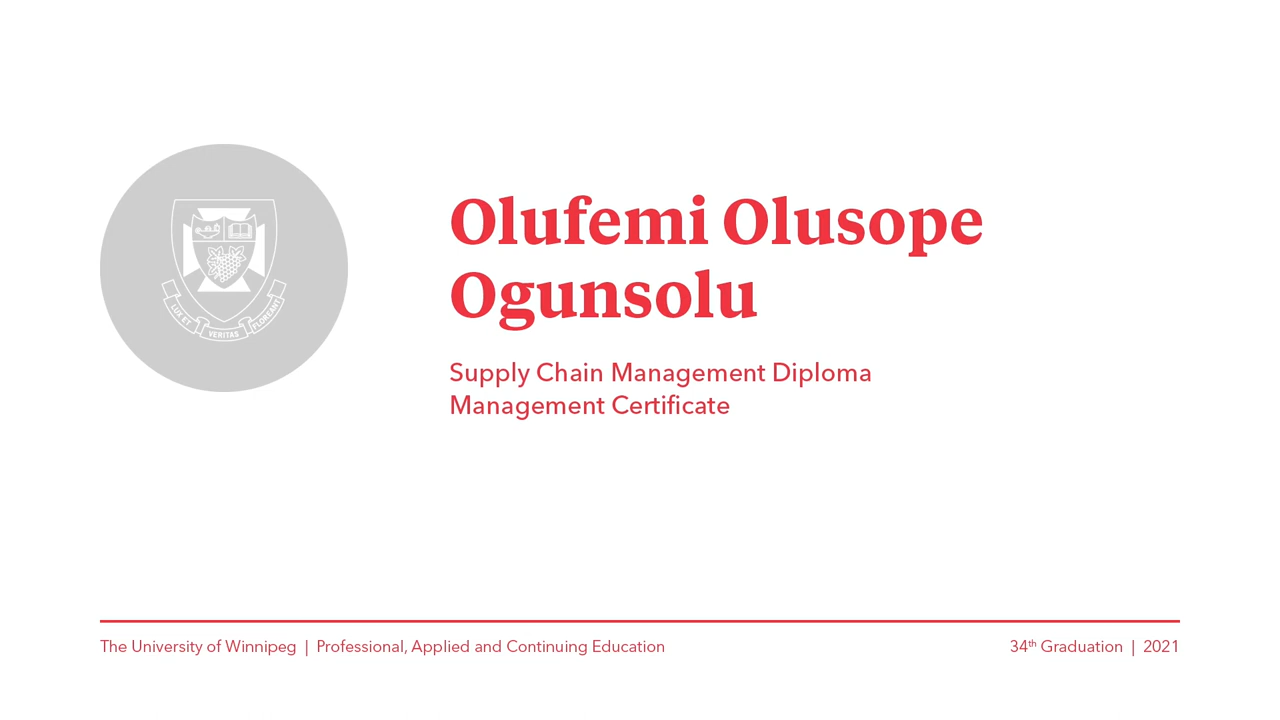 LUX ET VERITAS FLOREANT
Olufemi Olusope
Ogunsolu
Supply Chain Management Diploma
Management Certificate
The University of Winnipeg | Professional, Applied and Continuing Education
34th Graduation | 2021